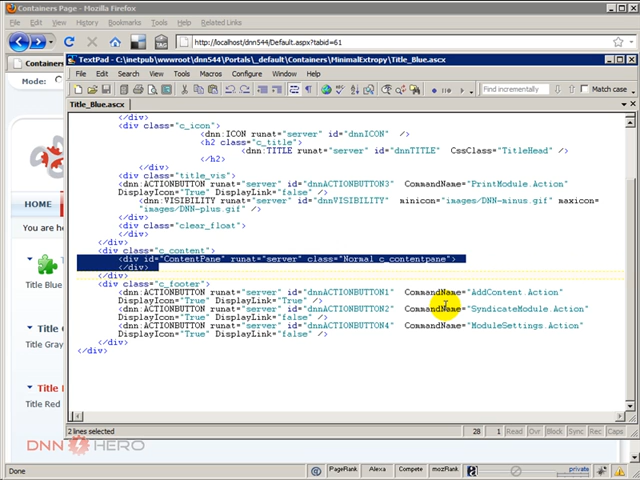 Containers Page - Mozilla Firefox
File Edit View History Bookmarks Tools Help Related Links
http://localhost/dnn544/Default.aspx?tabid=61
TextPad - C:\inetpub\wwwroot\dnn544\Portals\_default\Containers\MinimalExtropy\Title_Blue.ascx
Containers
File Edit Search View Tools Macros Configure Window Help
Mode:
Find incrementally Match case
Title_Blue.ascx
</div>
<div class="c_icon">
<dnn:ICON runat="server" id="dnnICON" />
<h2 class="c_title">
<dnn:TITLE runat="server" id="dnnTITLE" CssClass="TitleHead" />
</h2>
</div>
<div class="title_vis">
<dnn:ACTIONBUTTON runat="server" id="dnnACTIONBUTTON3" CommandName="PrintModule.Action"
DisplayIcon="True" DisplayLink="false" />
<dnn:VISIBILITY runat="server" id="dnnVISIBILITY" minicon="images/DNN-minus.gif" maxicon=
"images/DNN-plus.gif" />
HOME
</div>
<div class="clear_float">
You are he
</div>
</div>
<div class="c_content">
<div id="ContentPane" runat="server" class="Normal c_contentpane">
</div>
</div>
<div class="c_footer">
Title Blue
<dnn:ACTIONBUTTON runat="server" id="dnnACTIONBUTTON1" CommandName="AddContent.Action"
DisplayIcon="True" DisplayLink="True" />
<dnn:ACTIONBUTTON runat="server" id="dnnACTIONBUTTON2" CommandName="SyndicateModule.Action"
DisplayIcon="True" DisplayLink="false" />
Title
<dnn:ACTIONBUTTON runat="server" id="dnnACTIONBUTTON4" CommandName="ModuleSettings.Action"
DisplayIcon="True" DisplayLink="false" />
Title Gray
</div>
</div>
Title
Title Red
2 lines selected 28 1 Read Ovr Block Sync Rec Caps
DNN HERO
Done PageRank Alexa Compete mozRank private